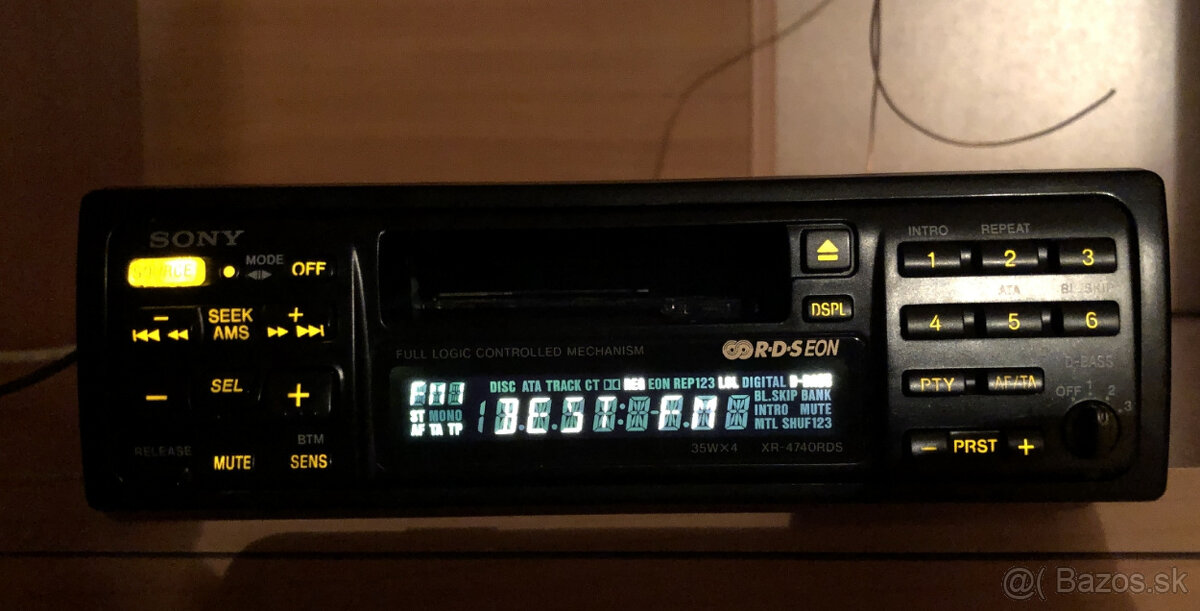 SONY
SOURCE
MODE
OFF
SEEK
AMS
SEL
BTM
RELEASE
MUTE
SENS
DSPL
FULL LOGIC CONTROLLED MECHANISM
R·D·S EON
DISC ATA TRACK CT REG EON REP123 LCL DIGITAL D-BASS
ST MONO
AF TA TP
BEST FM
BL.SKIP BANK
INTRO MUTE
MTL SHUF123
35W×4 XR-4740RDS
INTRO REPEAT
1 2 3
ATA BL.SKIP
4 5 6
D-BASS
PTY AF/TA
OFF 1 2 3
− PRST +
@( Bazos.sk